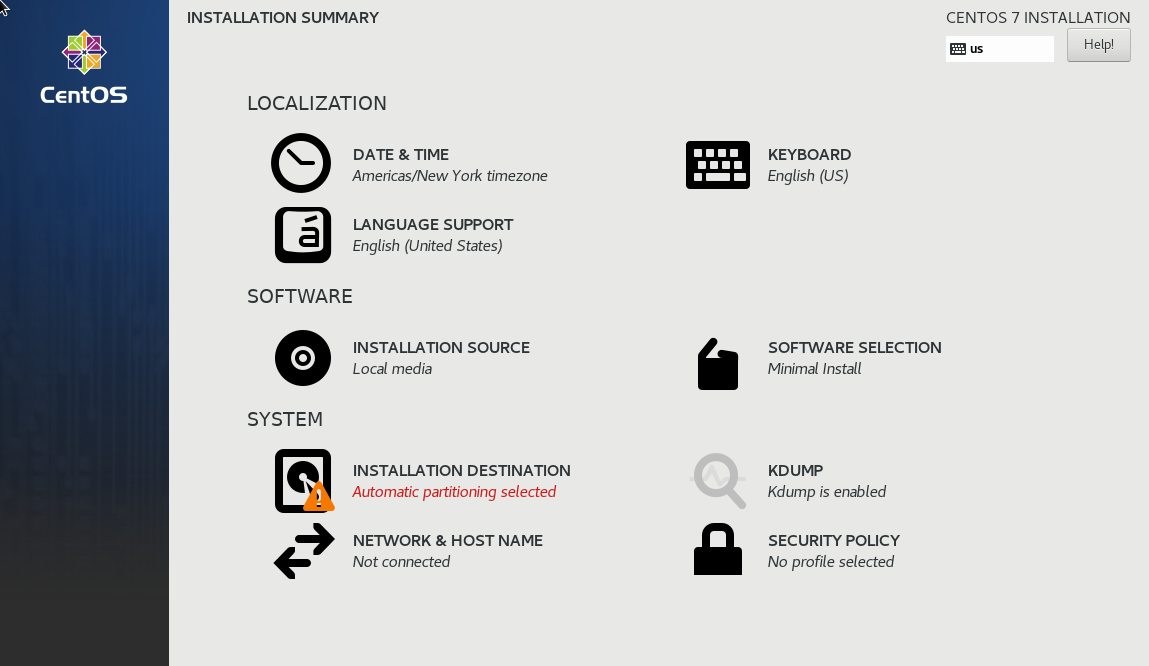 INSTALLATION SUMMARY
CENTOS 7 INSTALLATION
us
Help!
CentOS
LOCALIZATION
DATE & TIME
Americas/New York timezone
KEYBOARD
English (US)
á
LANGUAGE SUPPORT
English (United States)
SOFTWARE
INSTALLATION SOURCE
Local media
SOFTWARE SELECTION
Minimal Install
SYSTEM
INSTALLATION DESTINATION
Automatic partitioning selected
KDUMP
Kdump is enabled
NETWORK & HOST NAME
Not connected
SECURITY POLICY
No profile selected